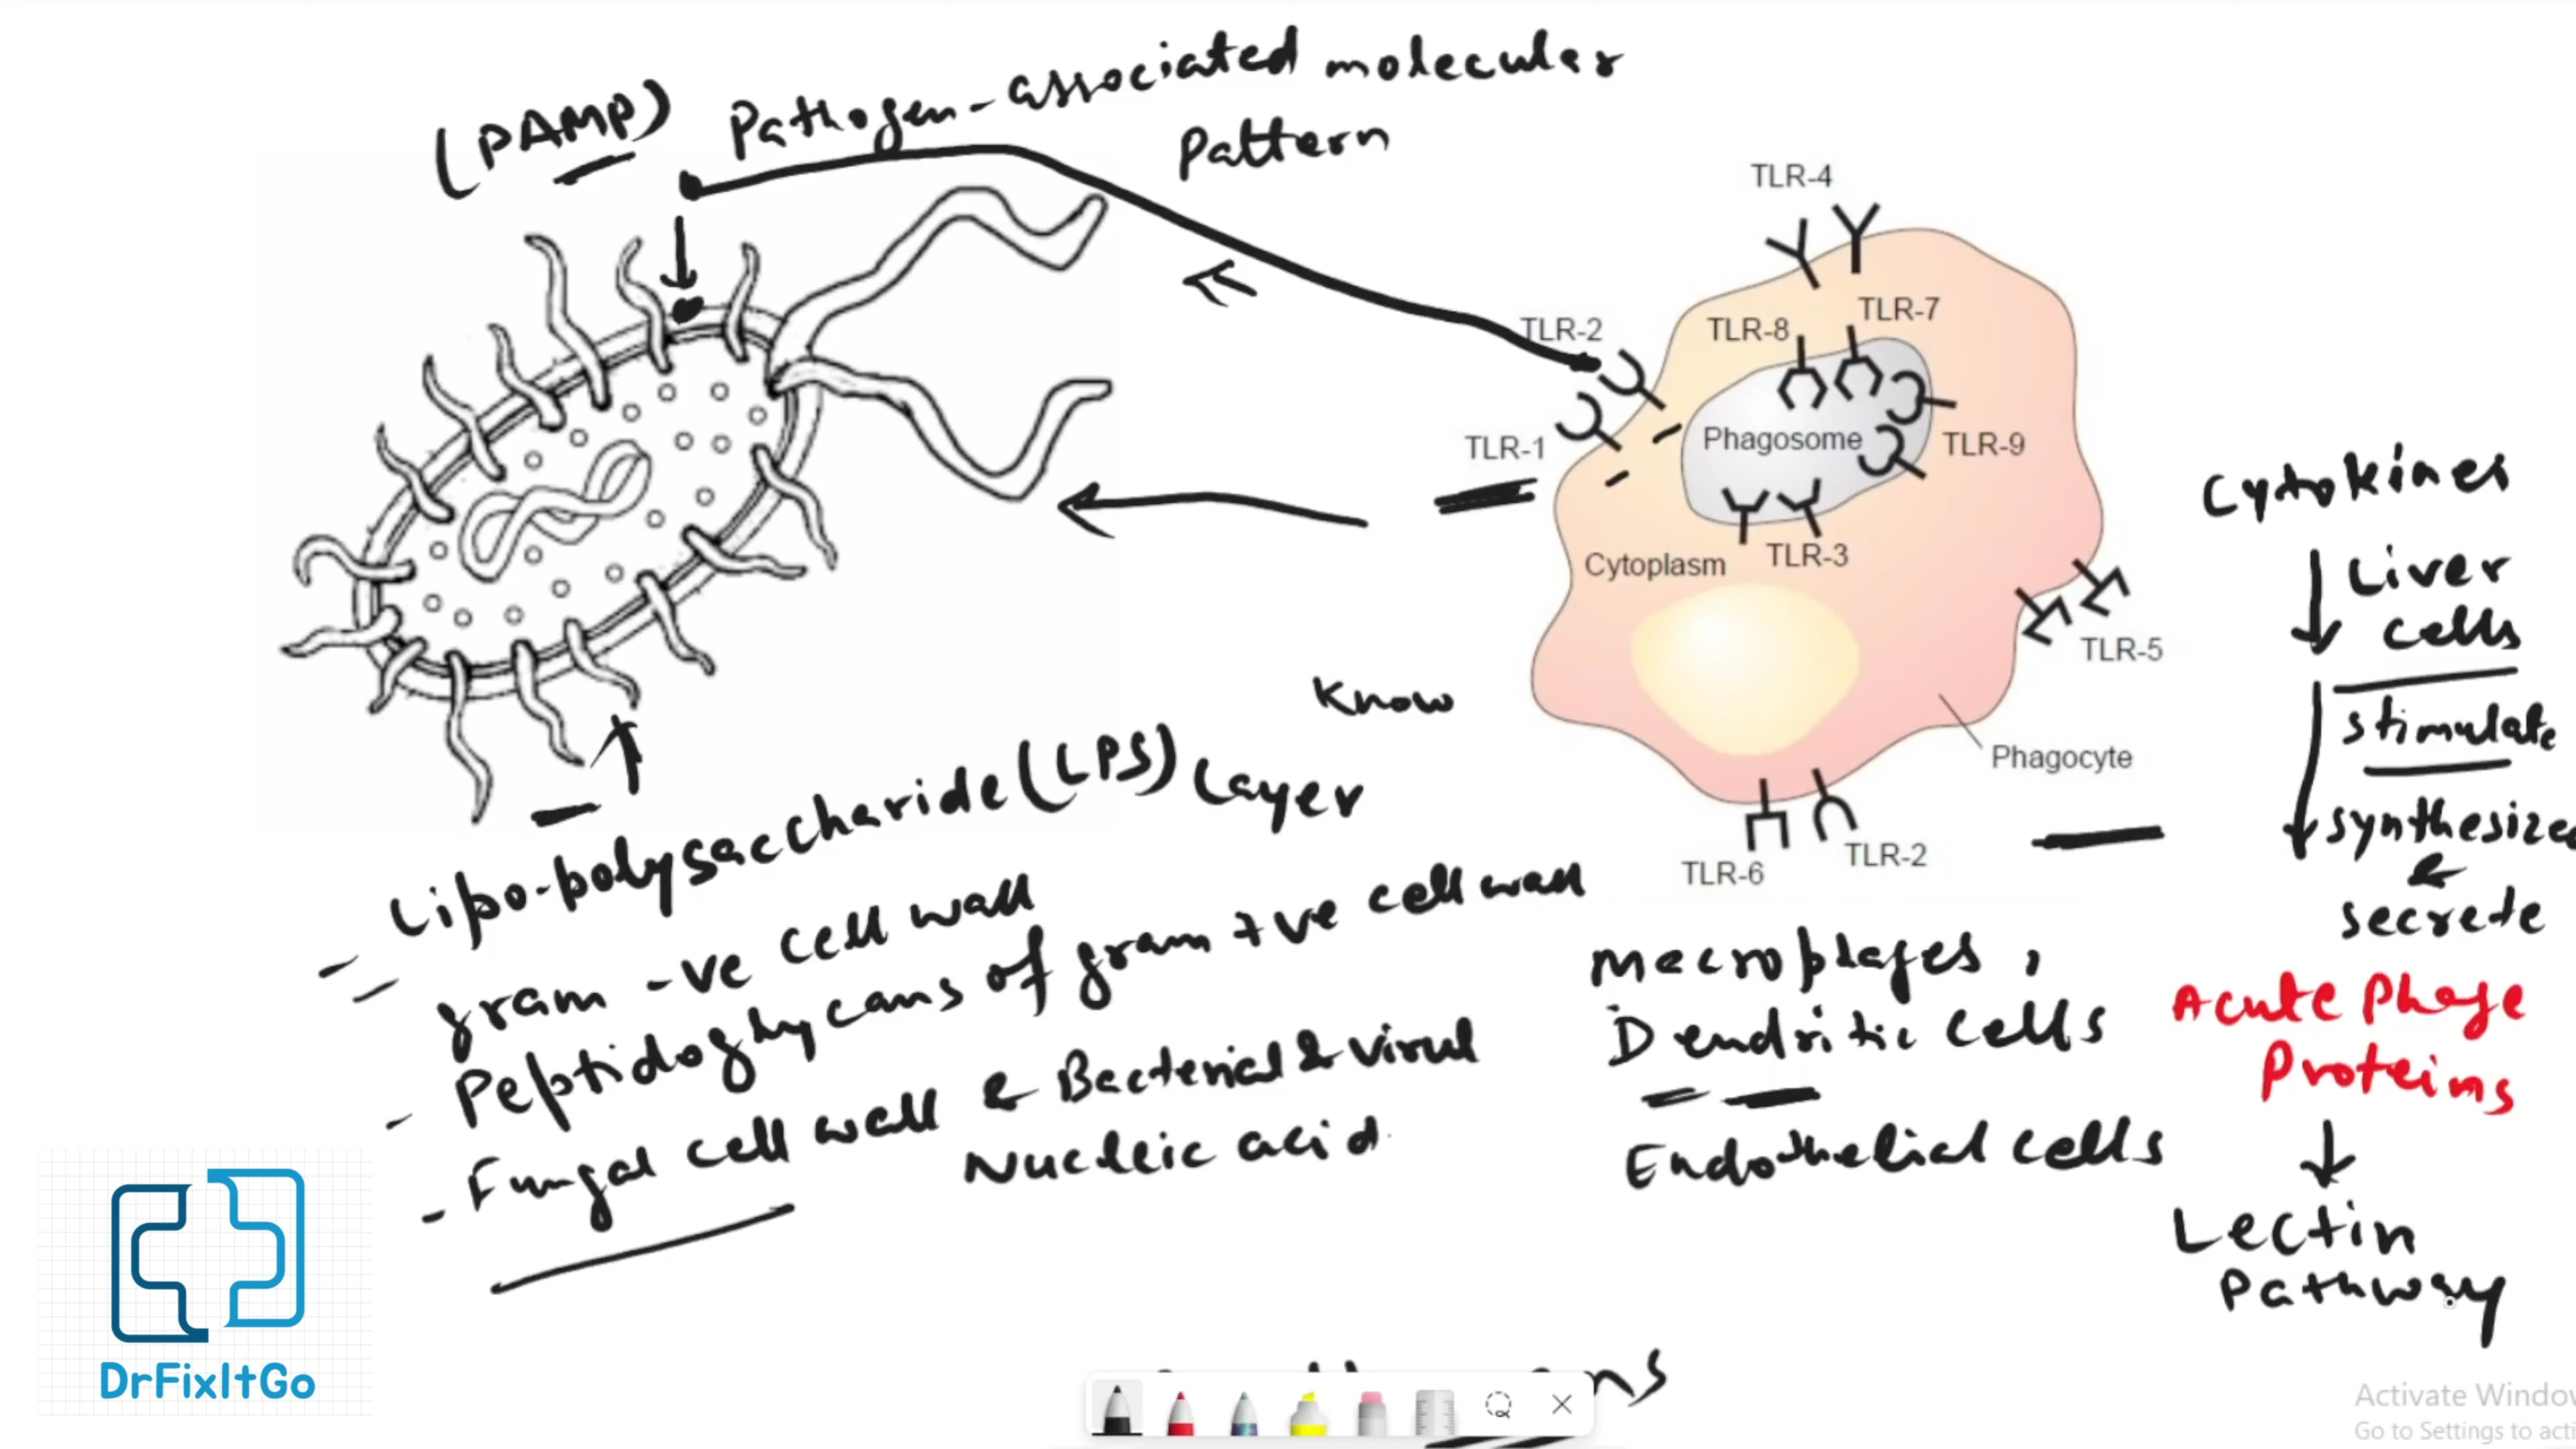 (PAMP) Pathogen-associated molecular
Pattern
TLR-4
TLR-2
TLR-8
TLR-7
TLR-1
Phagosome
TLR-9
Cytoplasm
TLR-3
TLR-5
Phagocyte
TLR-6
TLR-2
Know
Lipo-polysaccharide (LPS) Layer
gram -ve cell wall
- Peptidoglycans of gram +ve cell wall
- Fungal cell wall & Bacterial & viral
Nucleic acid
Macrophages,
Dendritic cells
Endothelial cells
Cytokines
Liver
cells
stimulate
synthesize
&
secrete
Acute Phase
Proteins
Lectin
Pathway
DrFixItGo
Activate Window
Go to Settings to acti